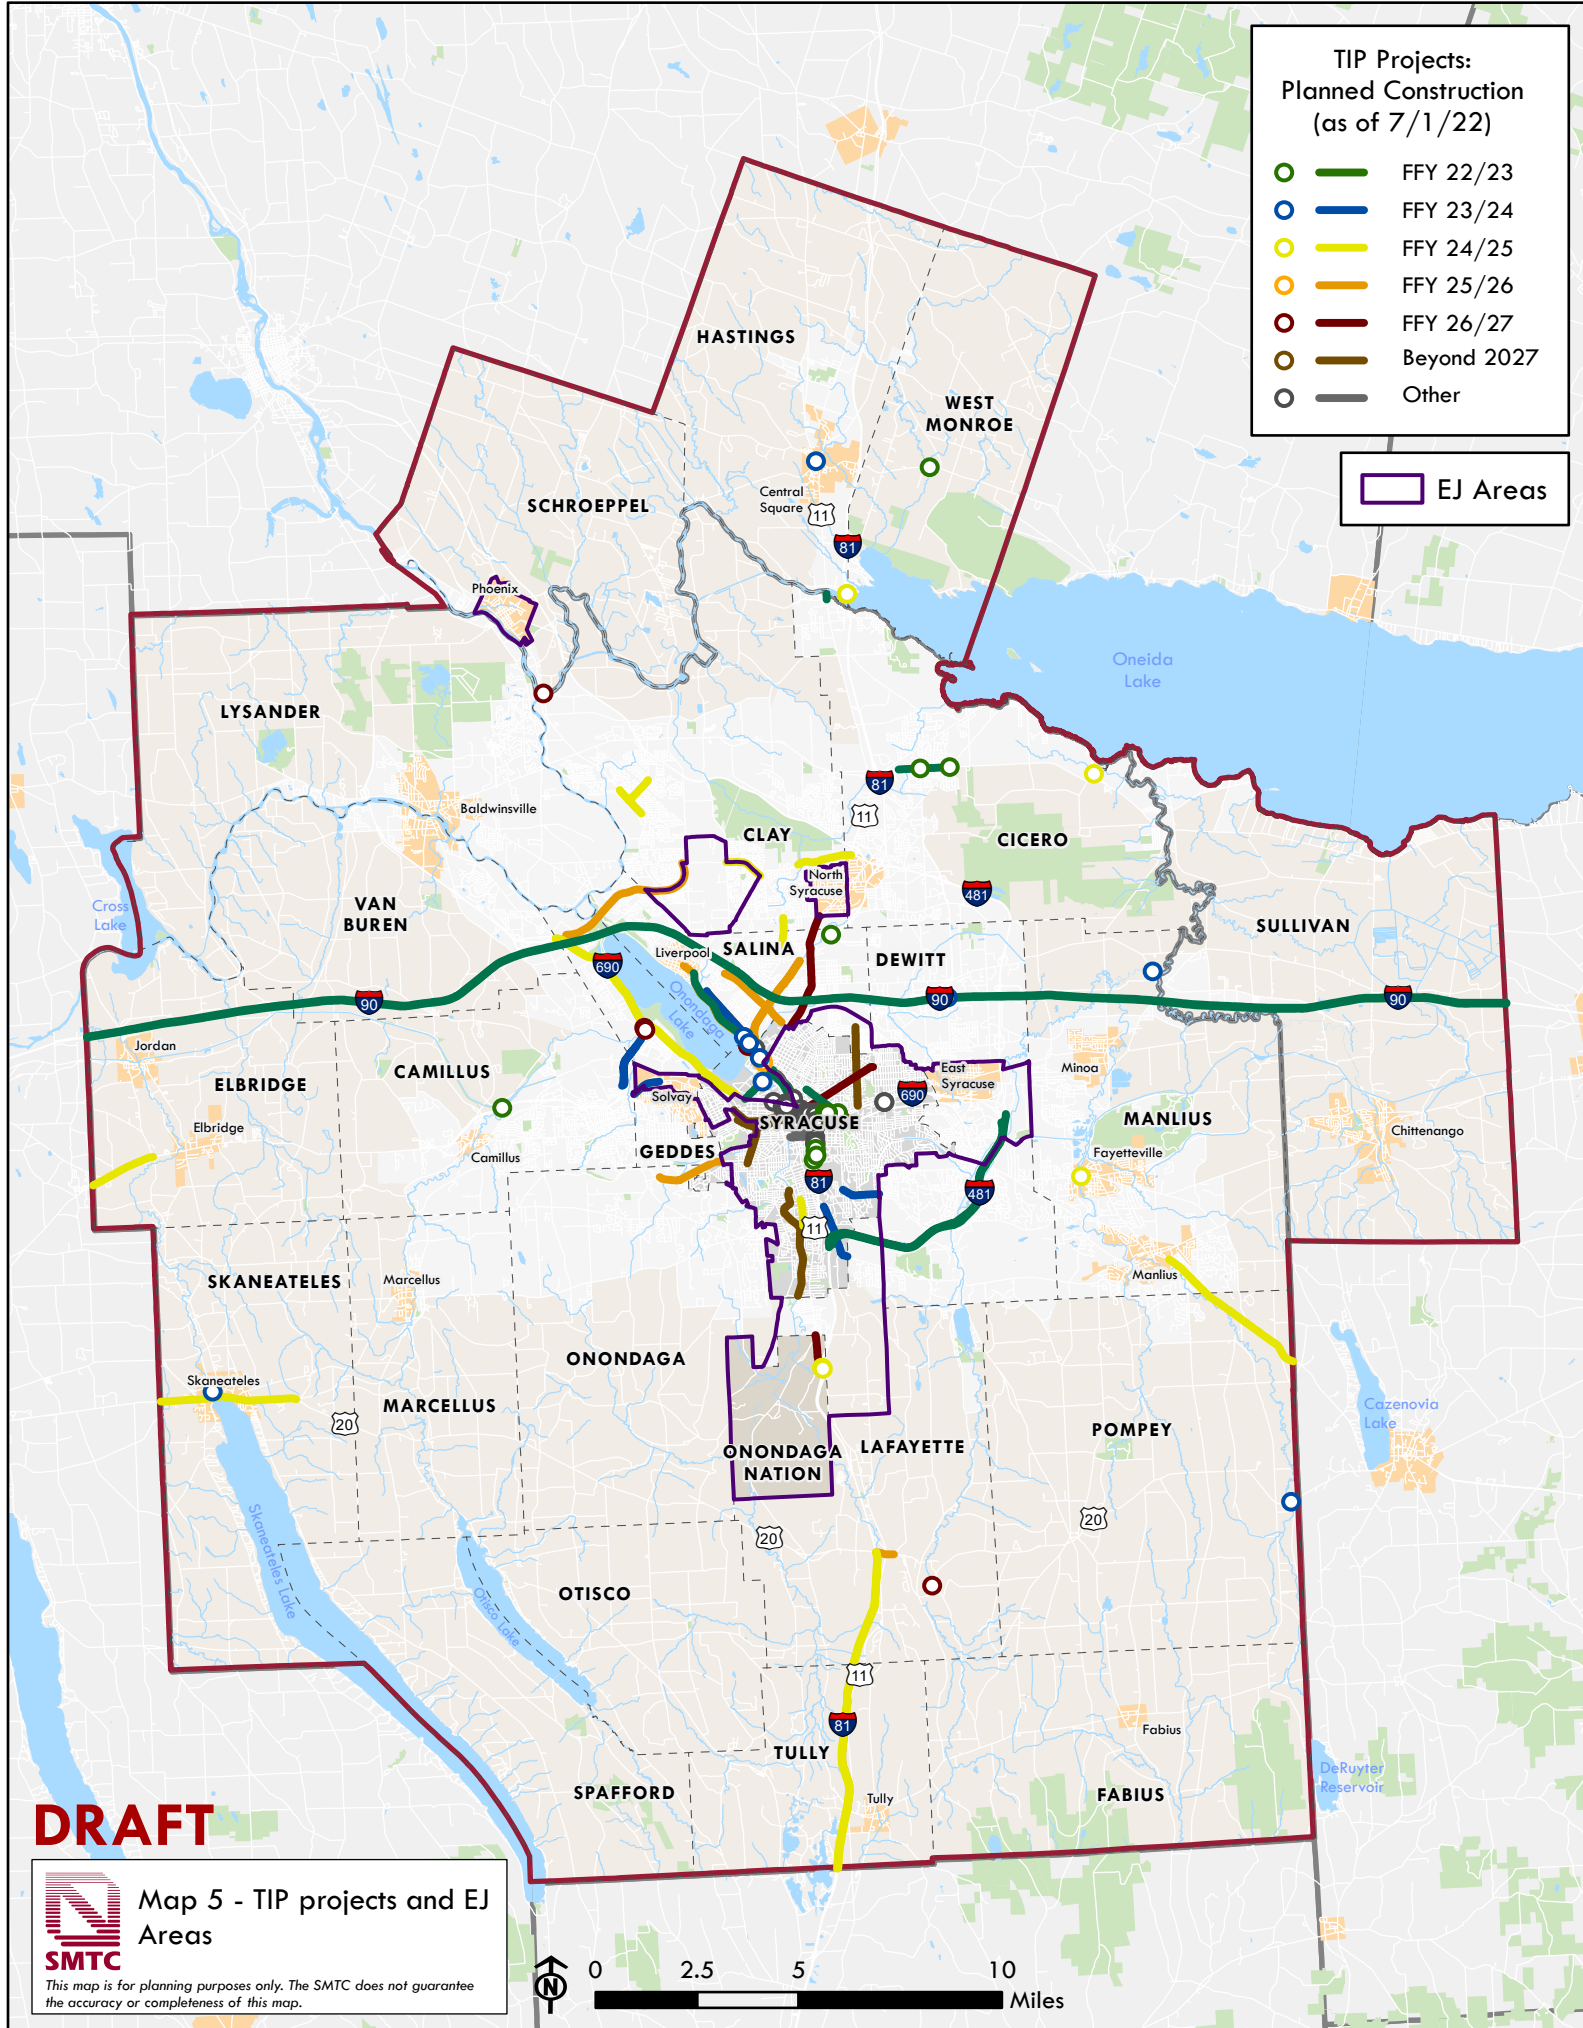 TIP Projects:
Planned Construction
(as of 7/1/22)
FFY 22/23
FFY 23/24
FFY 24/25
FFY 25/26
FFY 26/27
Beyond 2027
Other
EJ Areas
HASTINGS
WEST
MONROE
Central
Square
11
81
SCHROEPPEL
Phoenix
Oneida
Lake
LYSANDER
Baldwinsville
81
11
CLAY
CICERO
North
Syracuse
481
VAN
BUREN
Cross
Lake
SULLIVAN
SALINA
Liverpool
DEWITT
690
90
90
90
Onondaga
Lake
Jordan
ELBRIDGE
CAMILLUS
East
Syracuse
Minoa
690
Solvay
SYRACUSE
MANLIUS
Elbridge
Camillus
GEDDES
Fayetteville
Chittenango
81
481
11
SKANEATELES
Marcellus
Manlius
ONONDAGA
Skaneateles
MARCELLUS
20
Cazenovia
Lake
POMPEY
ONONDAGA
NATION
LAFAYETTE
20
20
Skaneateles Lake
Otisco Lake
OTISCO
11
81
Fabius
TULLY
DeRuyter
Reservoir
SPAFFORD
Tully
FABIUS
DRAFT
SMTC
Map 5 - TIP projects and EJ
Areas
This map is for planning purposes only. The SMTC does not guarantee
the accuracy or completeness of this map.
N
0 2.5 5 10
Miles